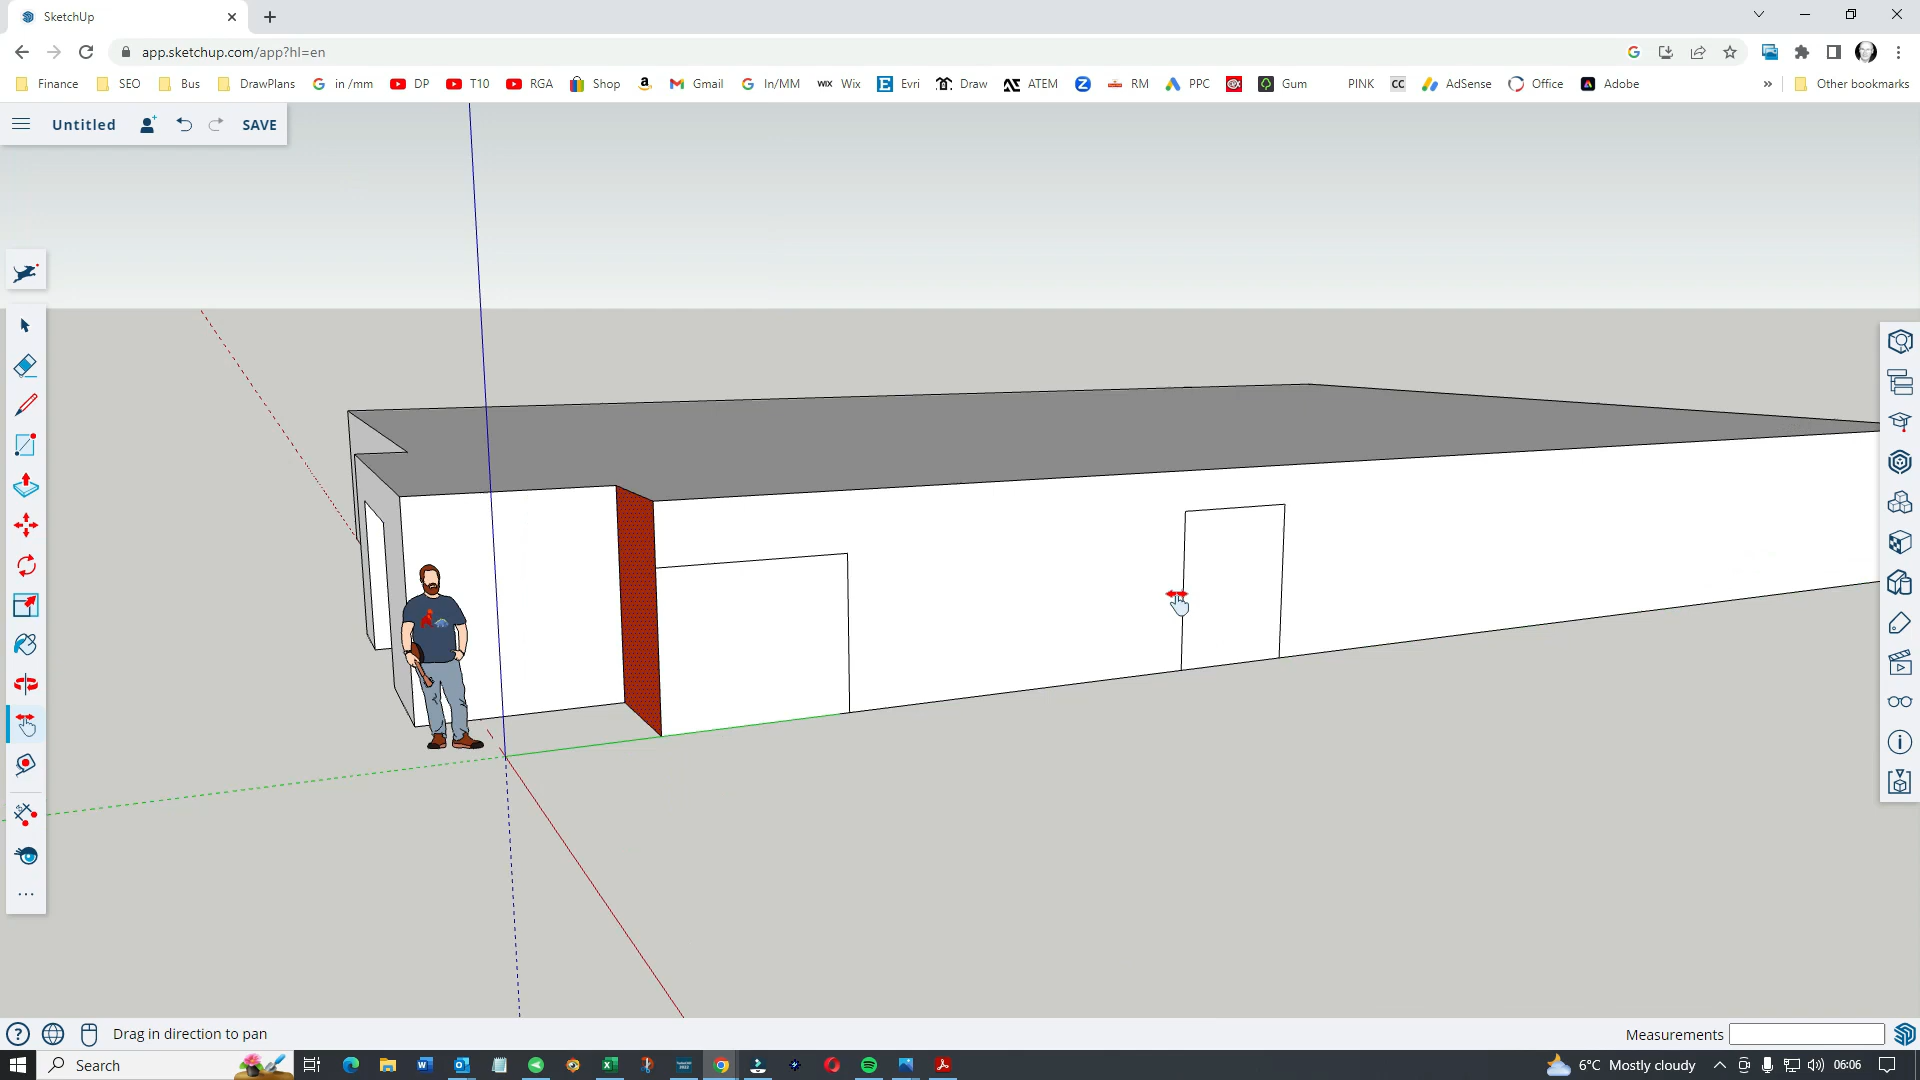 SketchUp
app.sketchup.com/app?hl=en
Finance SEO Bus DrawPlans in /mm DP T10 RGA Shop Gmail In/MM WIX Wix Evri Draw ATEM RM PPC Gum PINK CC AdSense Office Adobe » Other bookmarks
Untitled SAVE
Drag in direction to pan
Measurements
Search 6°C Mostly cloudy 06:06